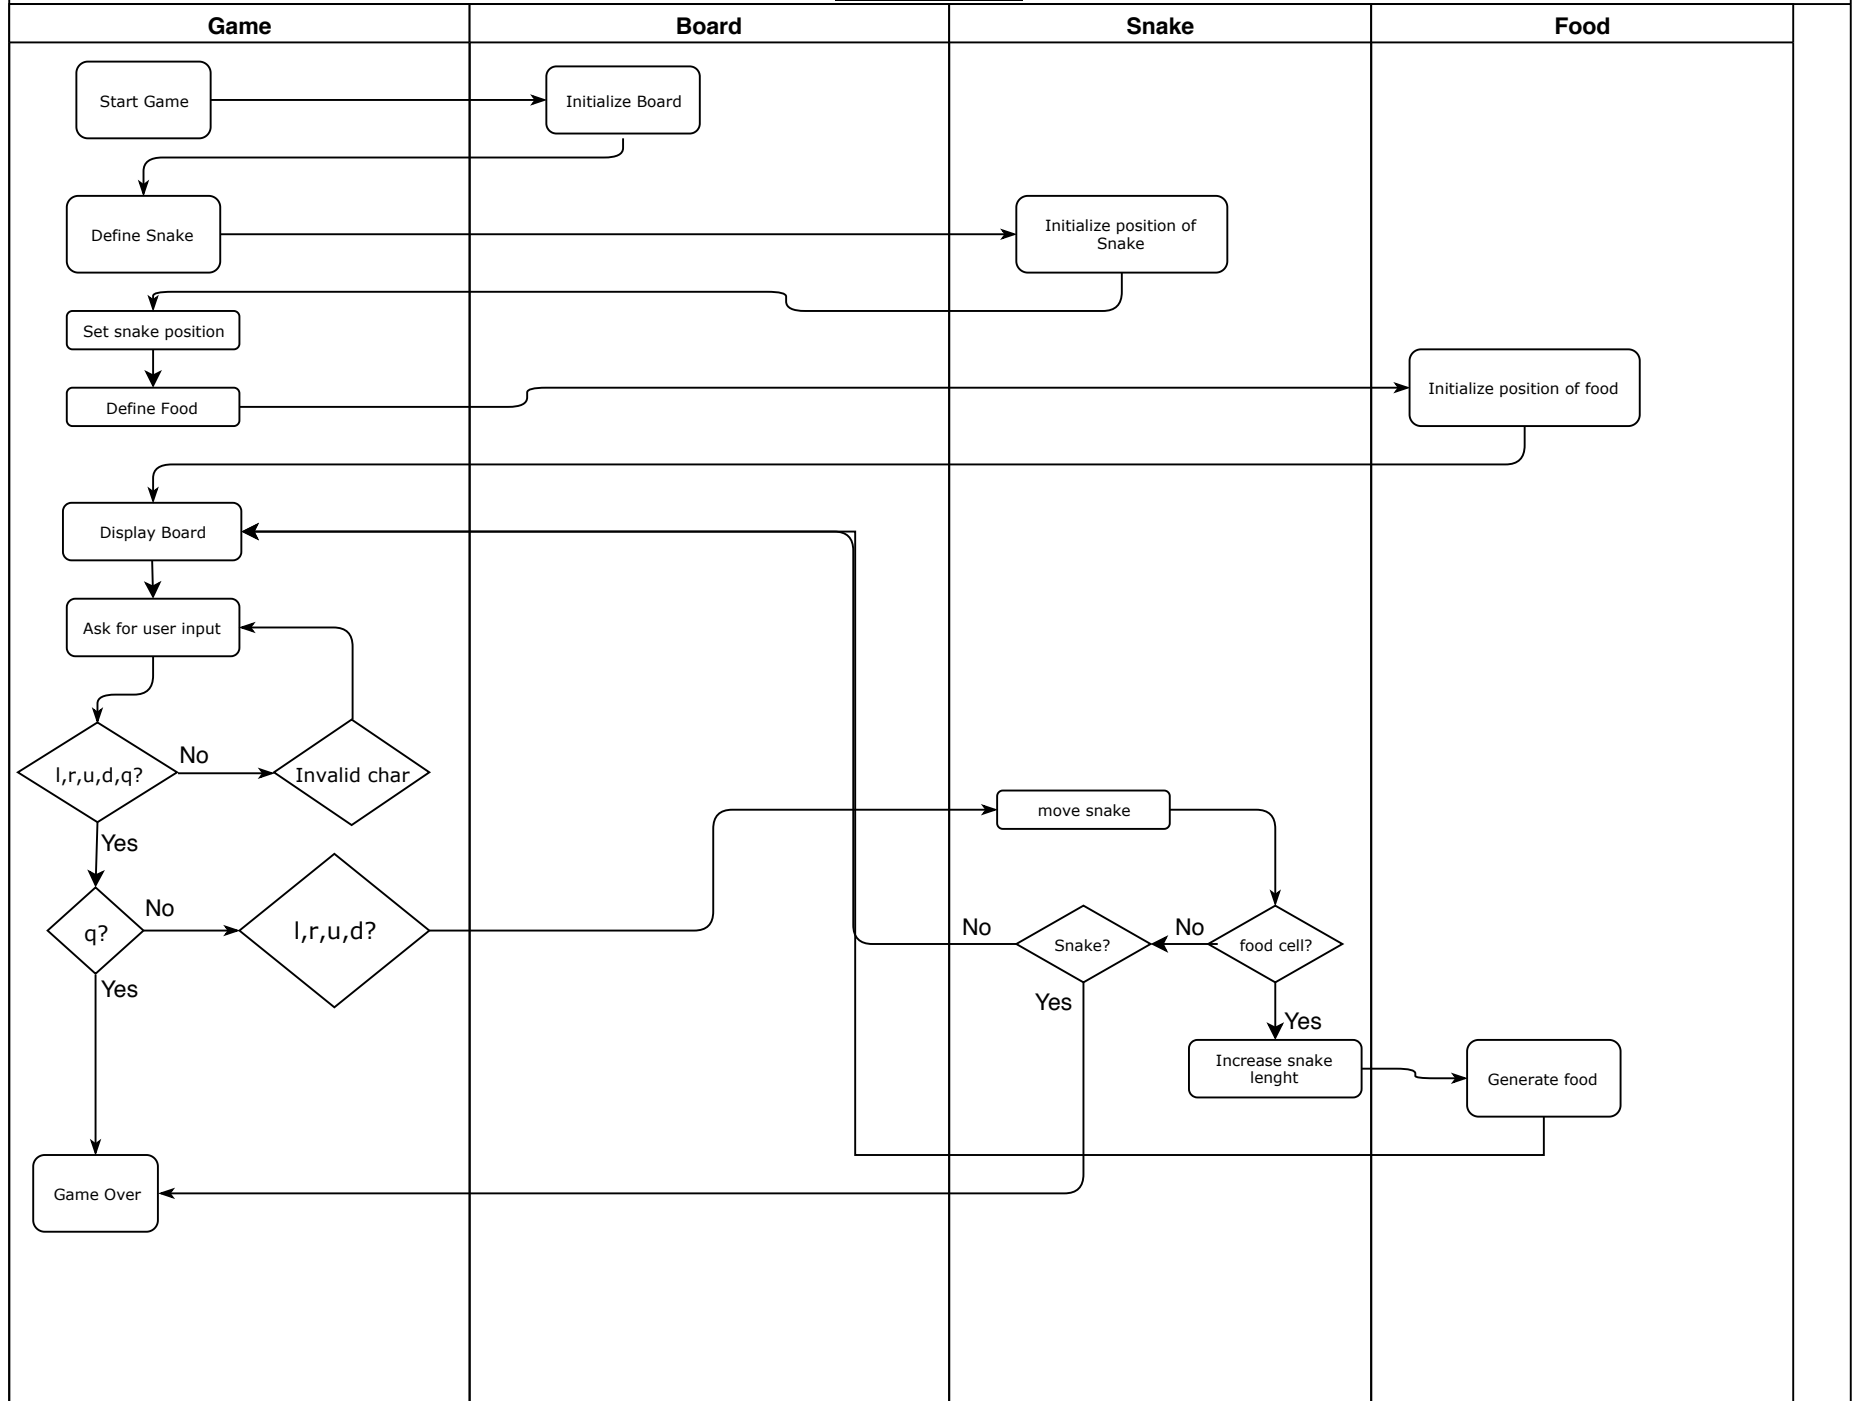 Game
Board
Snake
Food
Start Game
Initialize Board
Define Snake
Initialize position of
Snake
Set snake position
Define Food
Initialize position of food
Display Board
Ask for user input
l,r,u,d,q?
No
Invalid char
Yes
move snake
q?
No
l,r,u,d?
No
Snake?
No
food cell?
Yes
Yes
Yes
Increase snake
lenght
Generate food
Game Over